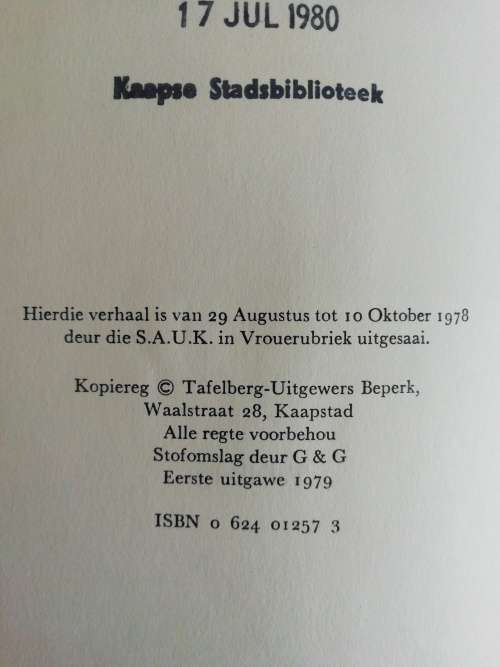 17 JUL 1980
Kaapse Stadsbiblioteek
Hierdie verhaal is van 29 Augustus tot 10 Oktober 1978
deur die S.A.U.K. in Vrouerubriek uitgesaai.
Kopiereg © Tafelberg-Uitgewers Beperk,
Waalstraat 28, Kaapstad
Alle regte voorbehou
Stofomslag deur G & G
Eerste uitgawe 1979
ISBN 0 624 01257 3